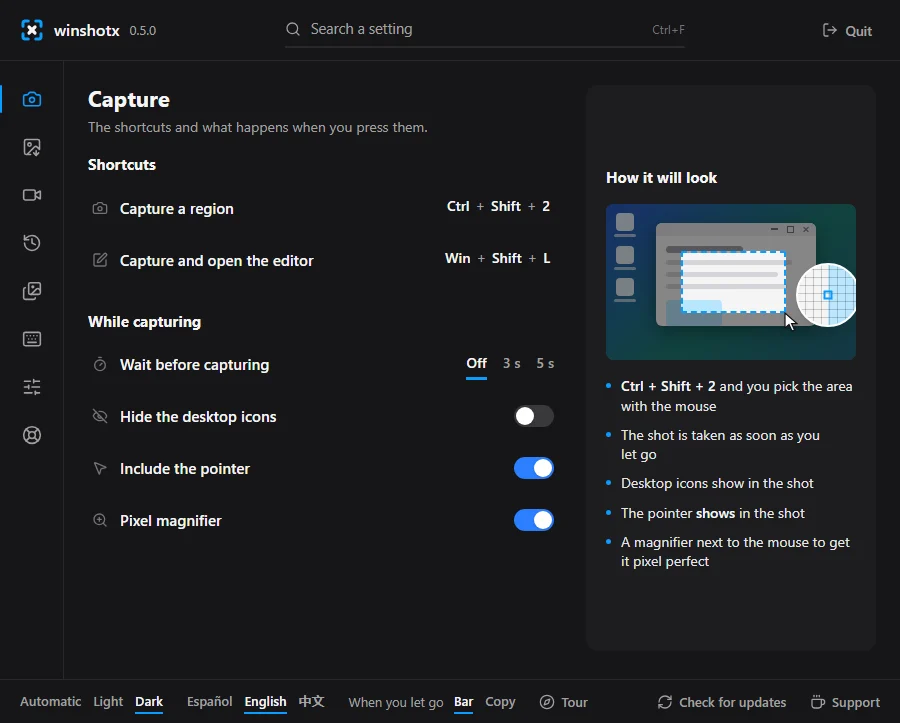 winshotx 0.5.0
Search a setting Ctrl+F
Quit
Capture
The shortcuts and what happens when you press them.
Shortcuts
Capture a region Ctrl + Shift + 2
Capture and open the editor Win + Shift + L
While capturing
Wait before capturing Off 3 s 5 s
Hide the desktop icons
Include the pointer
Pixel magnifier
How it will look
Ctrl + Shift + 2 and you pick the area
with the mouse
The shot is taken as soon as you
let go
Desktop icons show in the shot
The pointer shows in the shot
A magnifier next to the mouse to get
it pixel perfect
Automatic Light Dark Español English 中文 When you let go Bar Copy Tour Check for updates Support